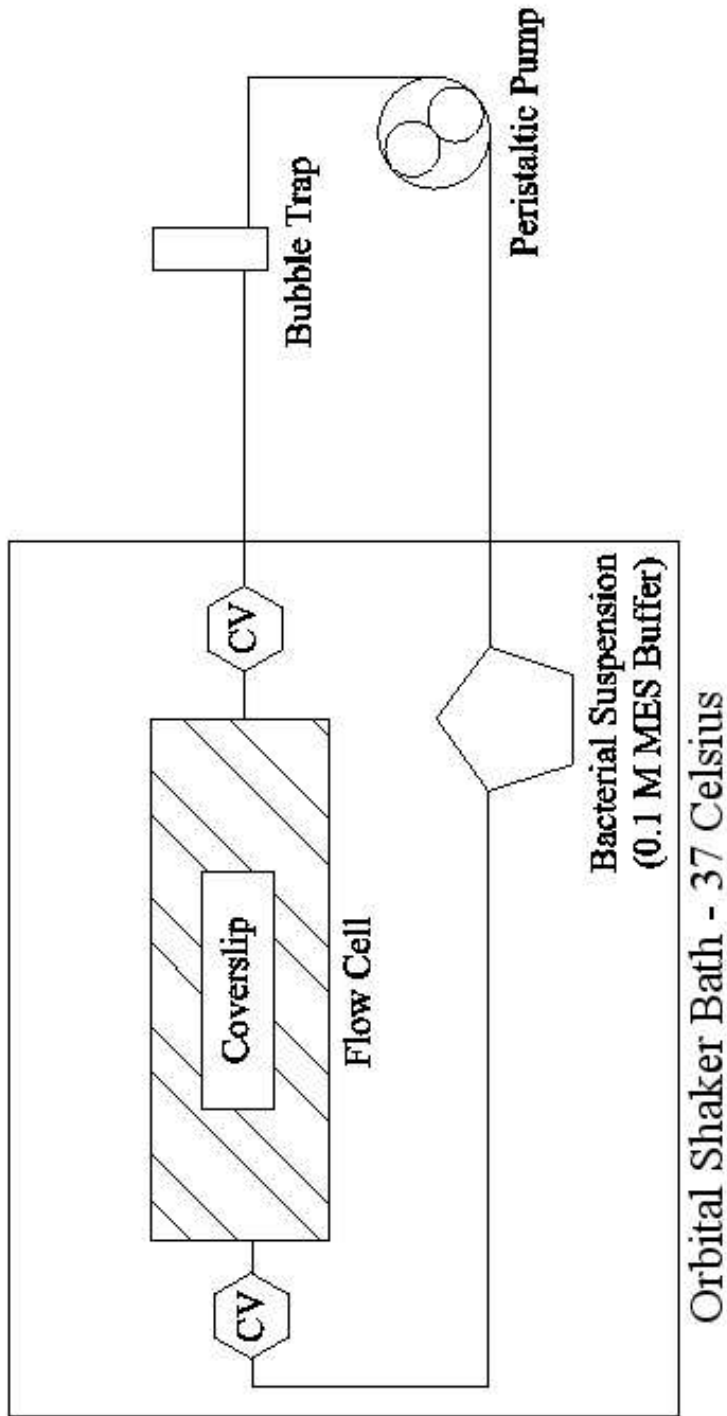 CV
Coverslip
CV
Flow Cell
Bubble Trap
Bacterial Suspension
(0.1 M MES Buffer)
Peristaltic Pump
Orbital Shaker Bath - 37 Celsius